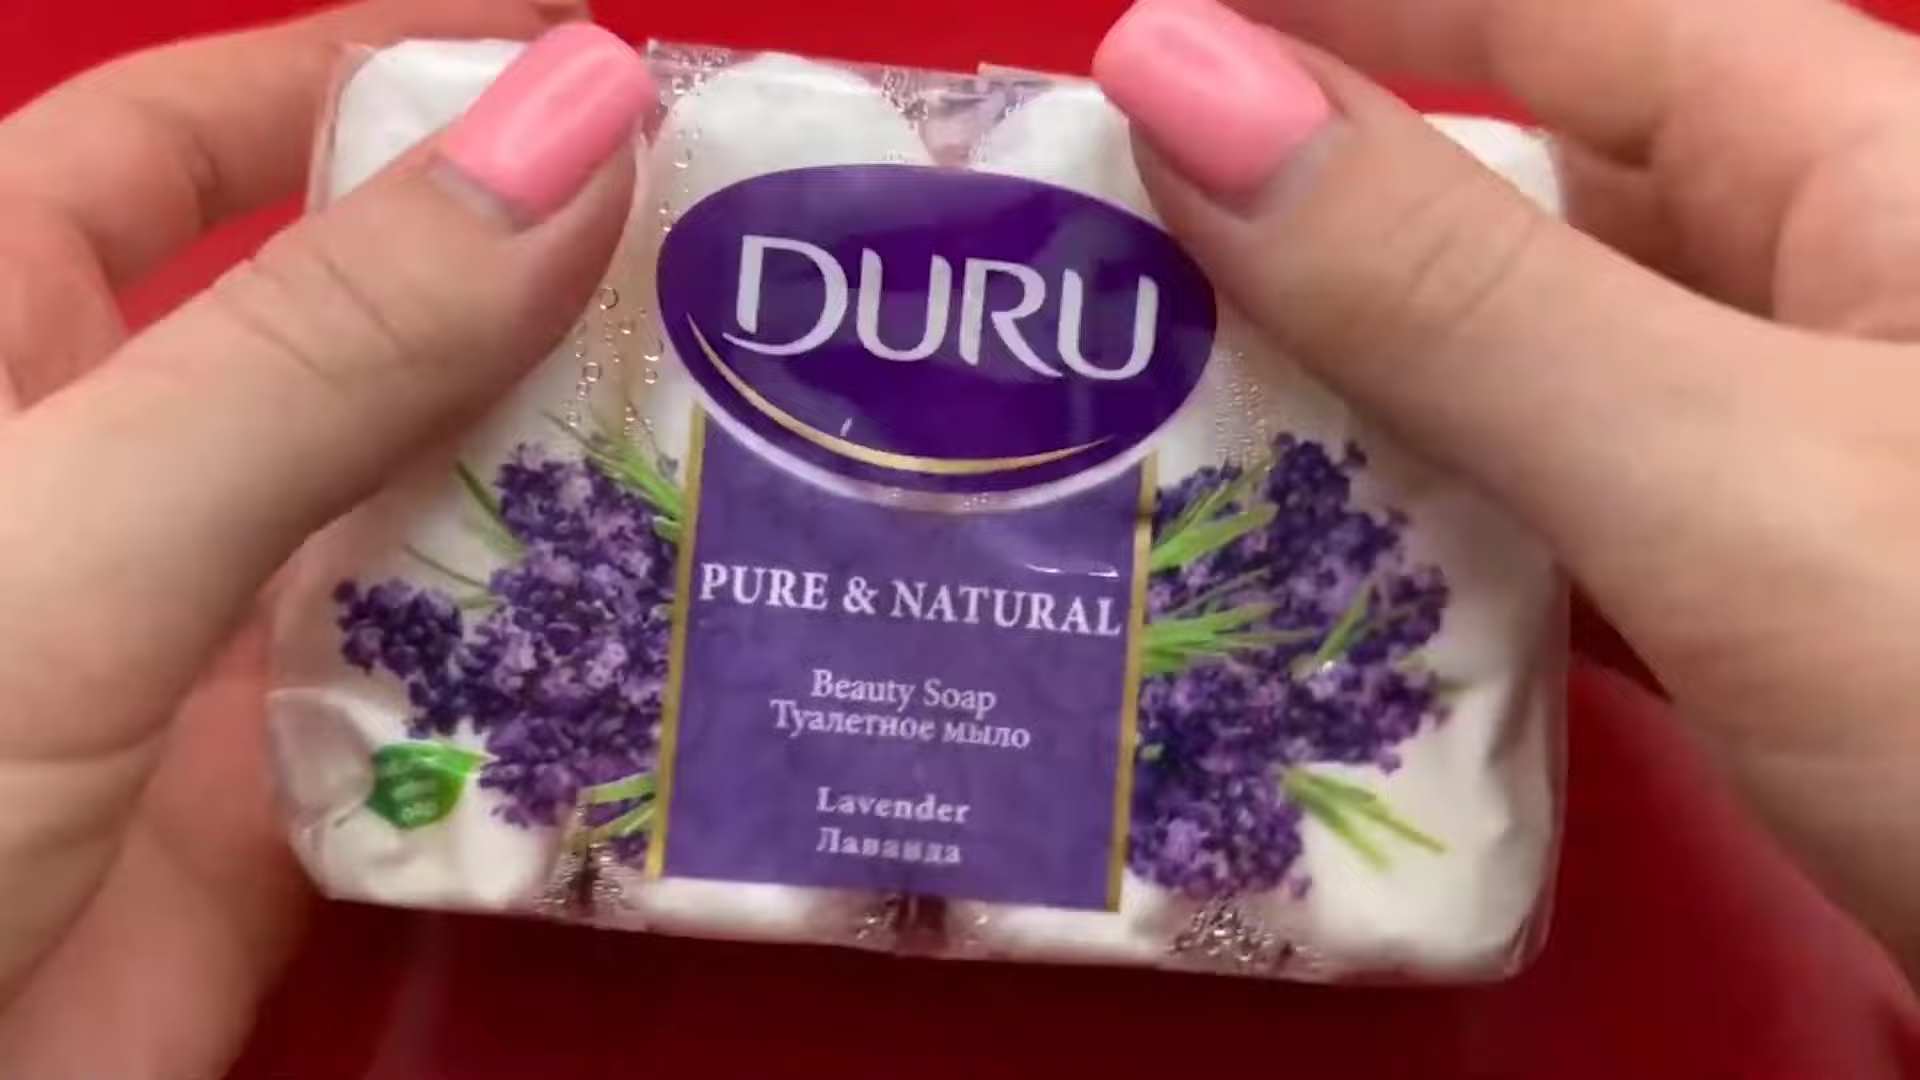 DURU
PURE & NATURAL
Beauty Soap
Туалетное мыло
Lavender
Лаванда